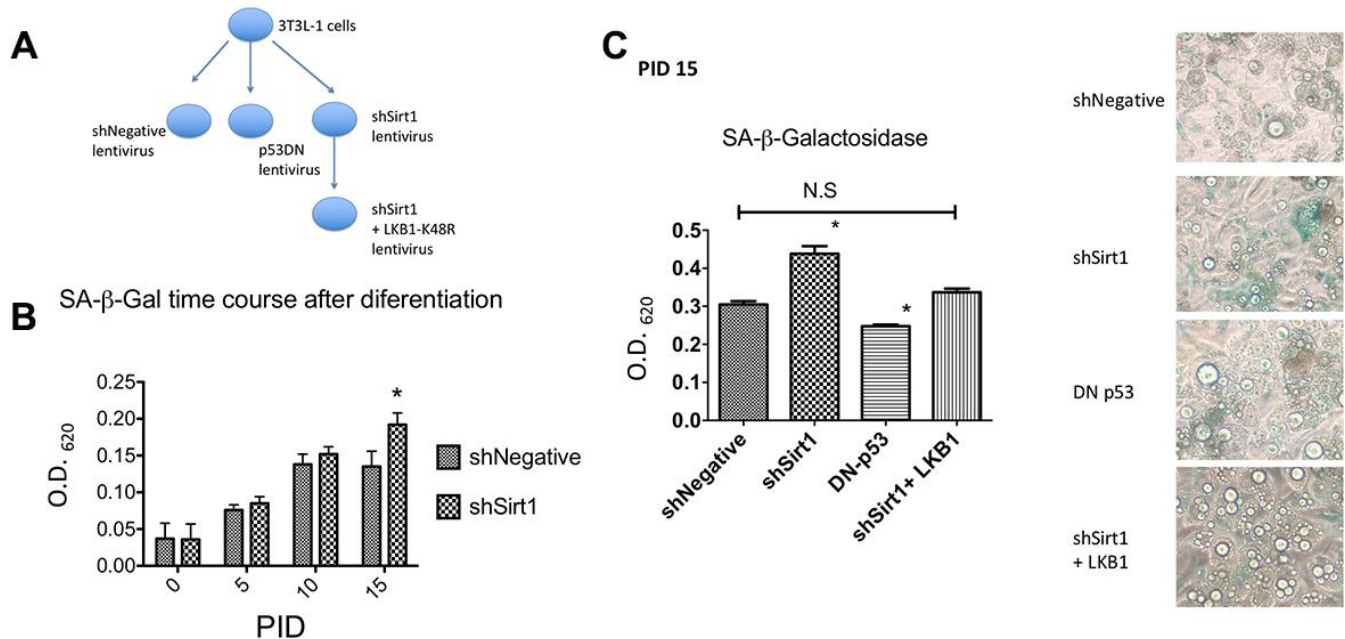 A
3T3L-1 cells
shNegative
lentivirus
p53DN
lentivirus
shSirt1
lentivirus
shSirt1
+ LKB1-K48R
lentivirus
B
SA-β-Gal time course after diferentiation
O.D. 620
0.25
0.20
0.15
0.10
0.05
0.00
*
0
5
10
15
PID
shNegative
shSirt1
C
PID 15
SA-β-Galactosidase
N.S
*
*
O.D. 620
0.5
0.4
0.3
0.2
0.1
0.0
shNegative
shSirt1
DN-p53
shSirt1+ LKB1
shNegative
shSirt1
DN p53
shSirt1
+ LKB1